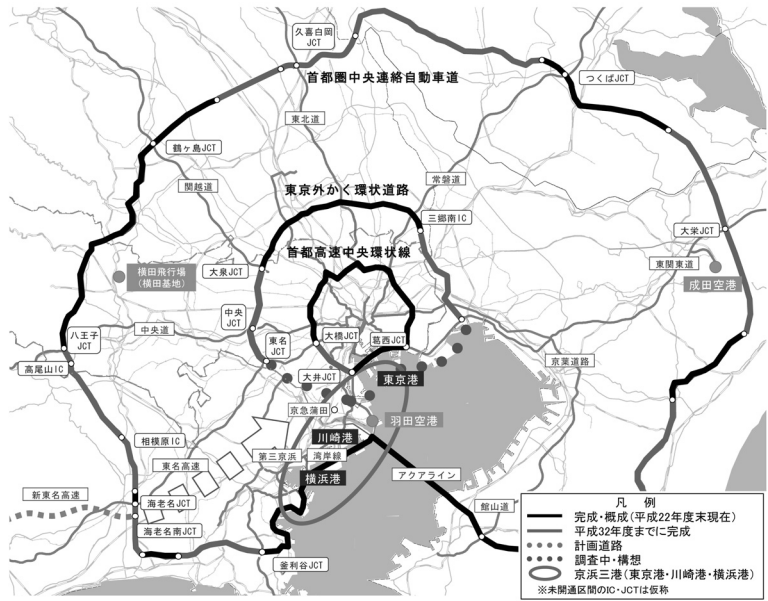 久喜白岡
JCT
首都圏中央連絡自動車道
つくばJCT
東北道
鶴ヶ島JCT
関越道
常磐道
東京外かく環状道路
三郷南IC
大栄JCT
首都高速中央環状線
東関東道
大泉JCT
横田飛行場
(横田基地)
成田空港
中央
JCT
八王子
JCT
中央道
東名
JCT
大橋JCT
葛西JCT
高尾山IC
京葉道路
大井JCT
東京港
京急蒲田
羽田空港
相模原IC
川崎港
東名高速
第三京浜
湾岸線
横浜港
アクアライン
新東名高速
海老名JCT
館山道
海老名南JCT
釜利谷JCT
凡 例
完成・概成(平成22年度末現在)
平成32年度までに完成
計画道路
調査中・構想
京浜三港(東京港・川崎港・横浜港)
※未開通区間のIC・JCTは仮称